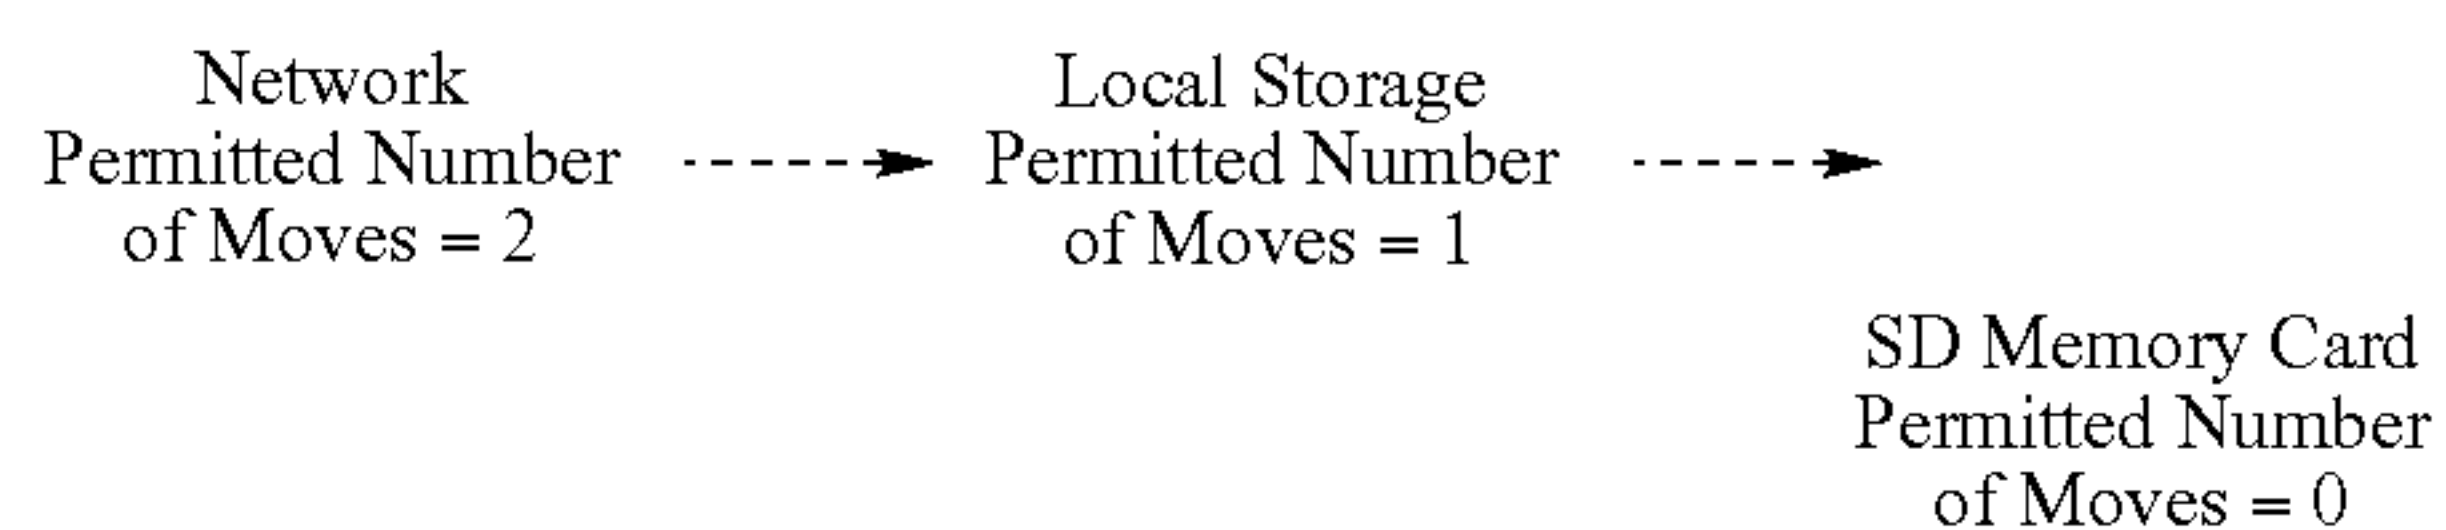 Network
Permitted Number
of Moves = 2
Local Storage
Permitted Number
of Moves = 1
SD Memory Card
Permitted Number
of Moves = 0